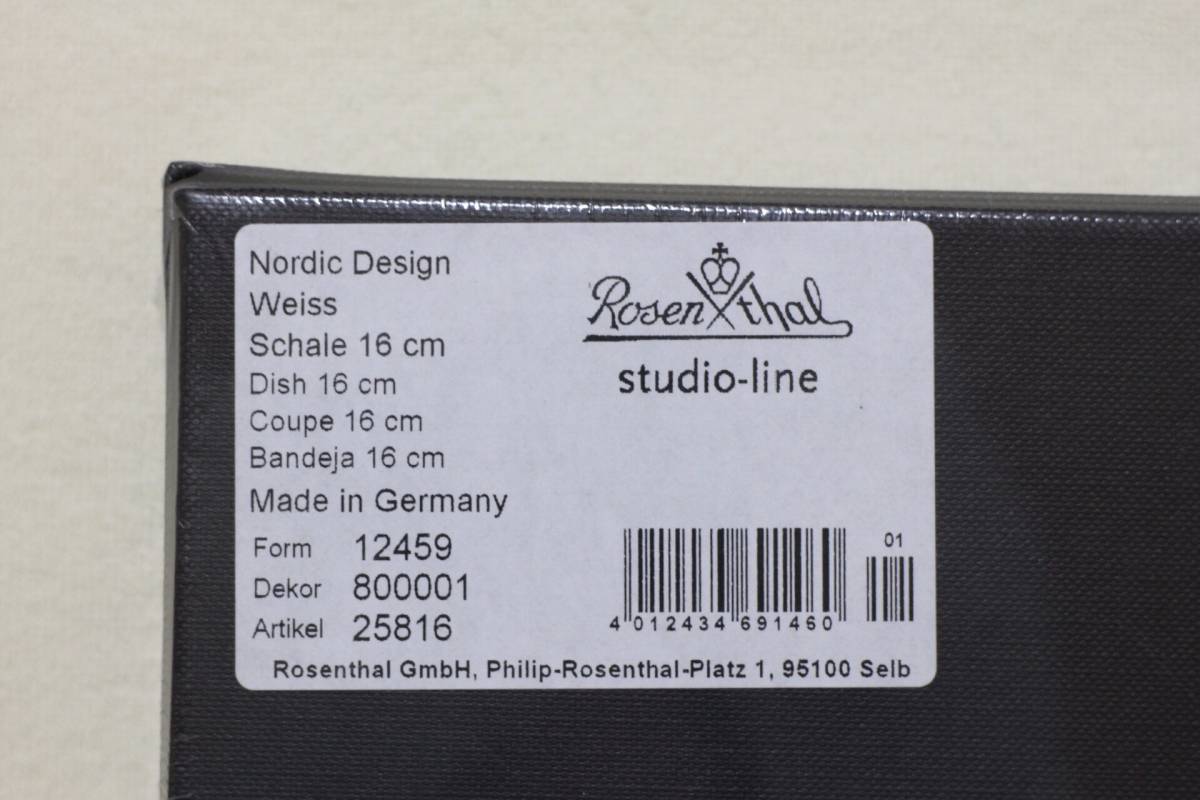 Nordic Design
Weiss
Schale 16 cm
Dish 16 cm
Coupe 16 cm
Bandeja 16 cm
Made in Germany
Form 12459
Dekor 800001
Artikel 25816
Rosenthal
studio-line
01
4 012434 691460
Rosenthal GmbH, Philip-Rosenthal-Platz 1, 95100 Selb